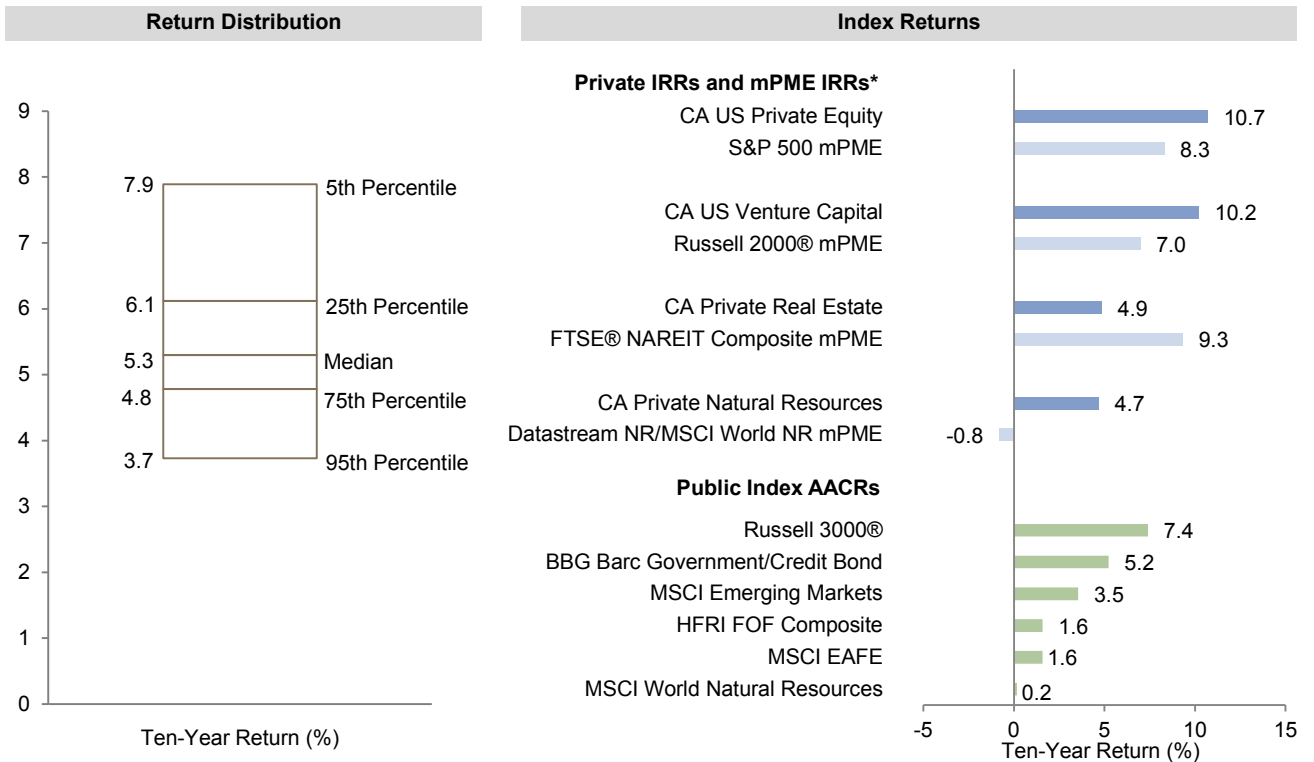 Return Distribution
9
8
7
6
5
4
3
2
1
0
7.9
6.1
5.3
4.8
3.7
5th Percentile
25th Percentile
Median
75th Percentile
95th Percentile
Ten-Year Return (%)
Index Returns
Private IRRs and mPME IRRs*
CA US Private Equity 10.7
S&P 500 mPME 8.3
CA US Venture Capital 10.2
Russell 2000® mPME 7.0
CA Private Real Estate 4.9
FTSE® NAREIT Composite mPME 9.3
CA Private Natural Resources 4.7
Datastream NR/MSCI World NR mPME -0.8
Public Index AACRs
Russell 3000® 7.4
BBG Barc Government/Credit Bond 5.2
MSCI Emerging Markets 3.5
HFRI FOF Composite 1.6
MSCI EAFE 1.6
MSCI World Natural Resources 0.2
-5 0 5 10 15
Ten-Year Return (%)